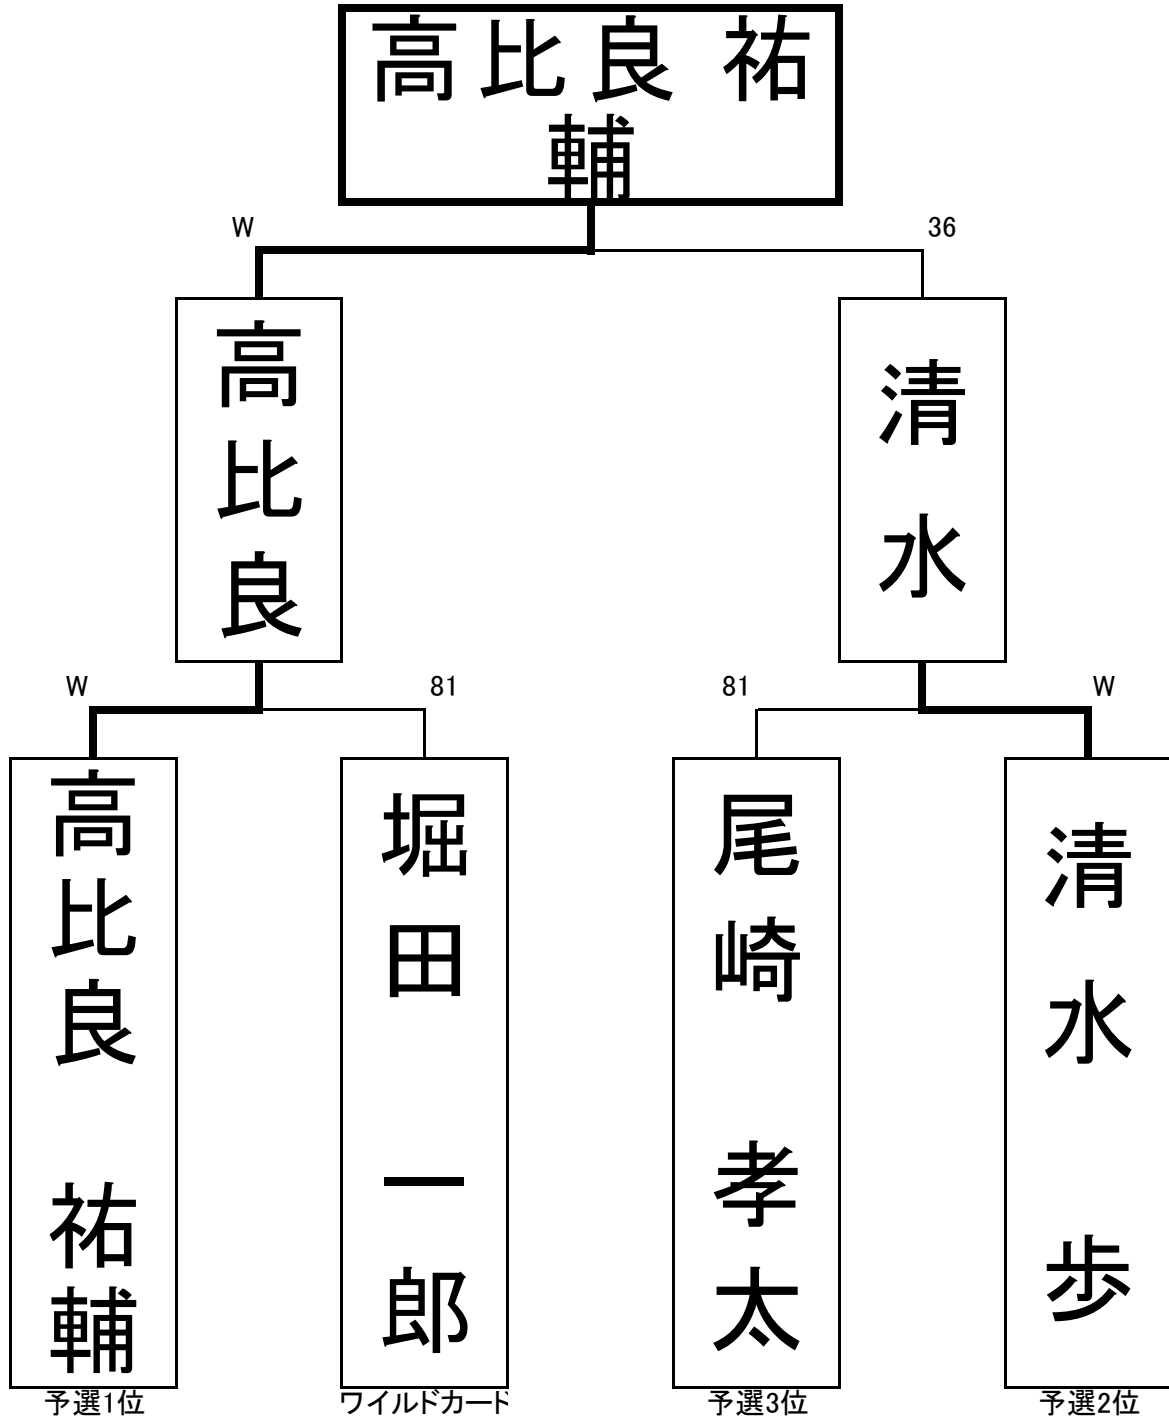 高比良 祐
輔
W
36
高比良
清水
W
81
81
W
高比良 祐輔
堀田 一郎
尾崎 孝太
清水 歩
予選1位
ワイルドカード
予選3位
予選2位